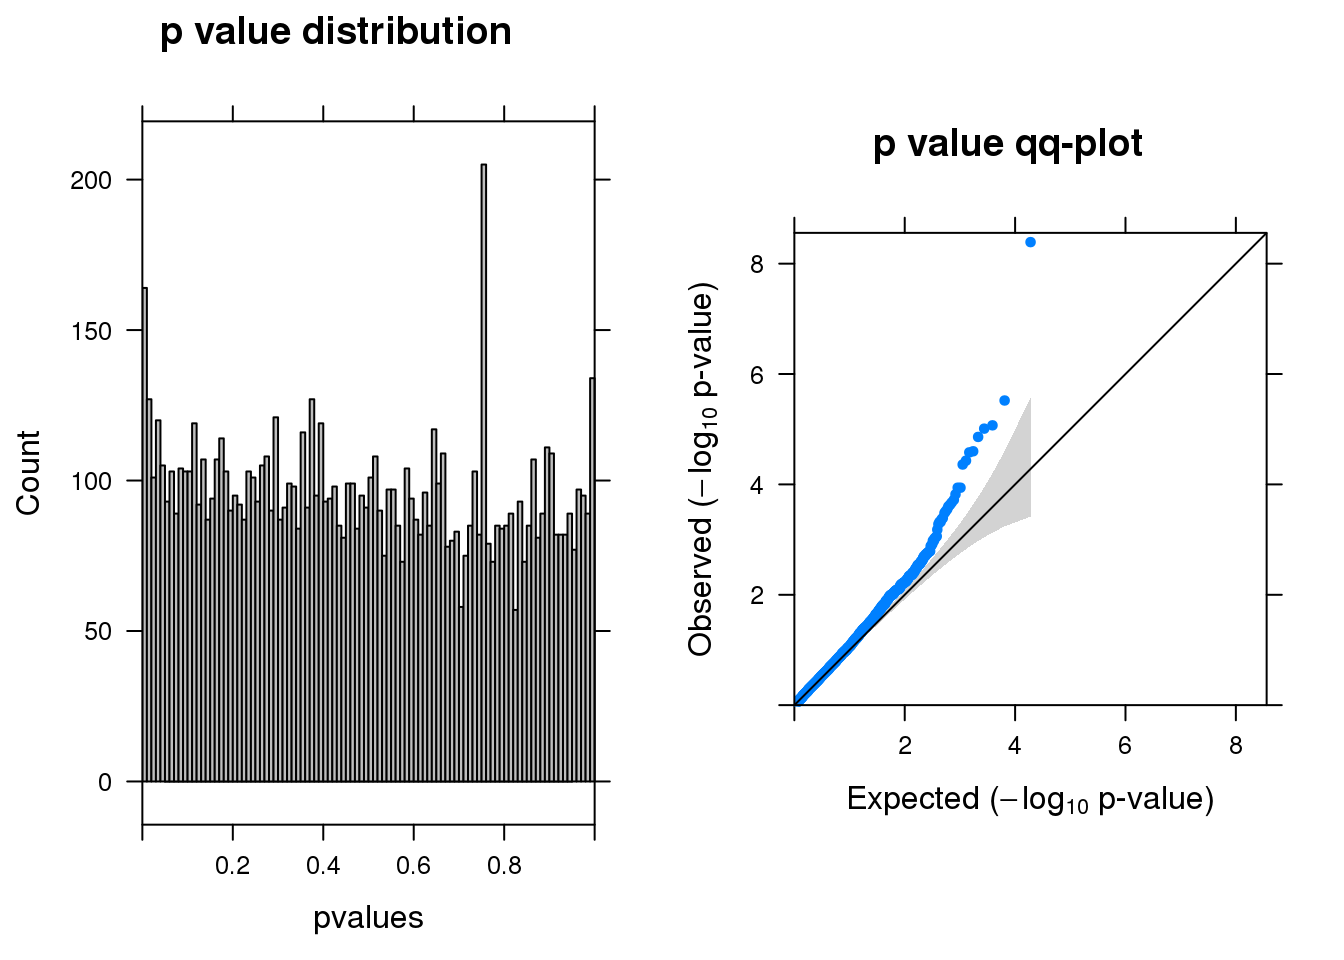 p value distribution
200
150
100
50
0
Count
0.2 0.4 0.6 0.8
pvalues
p value qq-plot
8
6
4
2
Observed (−log₁₀ p-value)
2 4 6 8
Expected (−log₁₀ p-value)